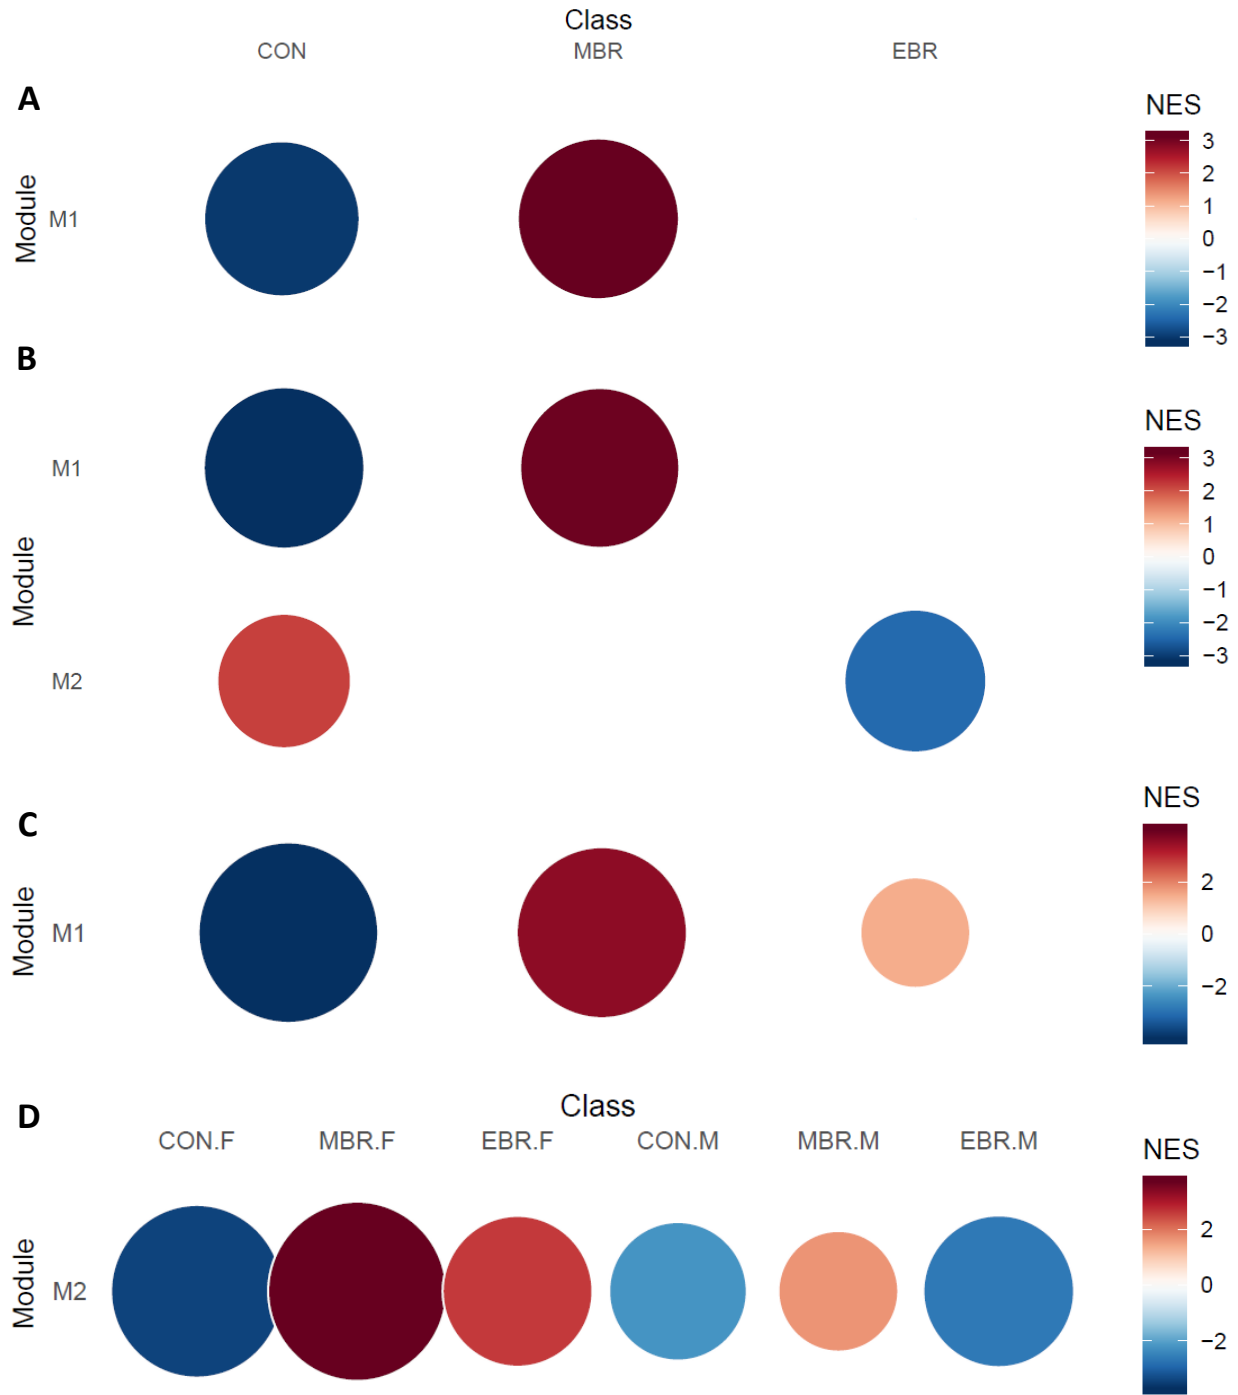 Class
CON MBR EBR
A
NES
3
2
1
0
−1
−2
−3
Module
M1
B
NES
3
2
1
0
−1
−2
−3
Module
M1
M2
C
NES
2
0
−2
Module
M1
D
Class
CON.F MBR.F EBR.F CON.M MBR.M EBR.M
NES
2
0
−2
Module
M2